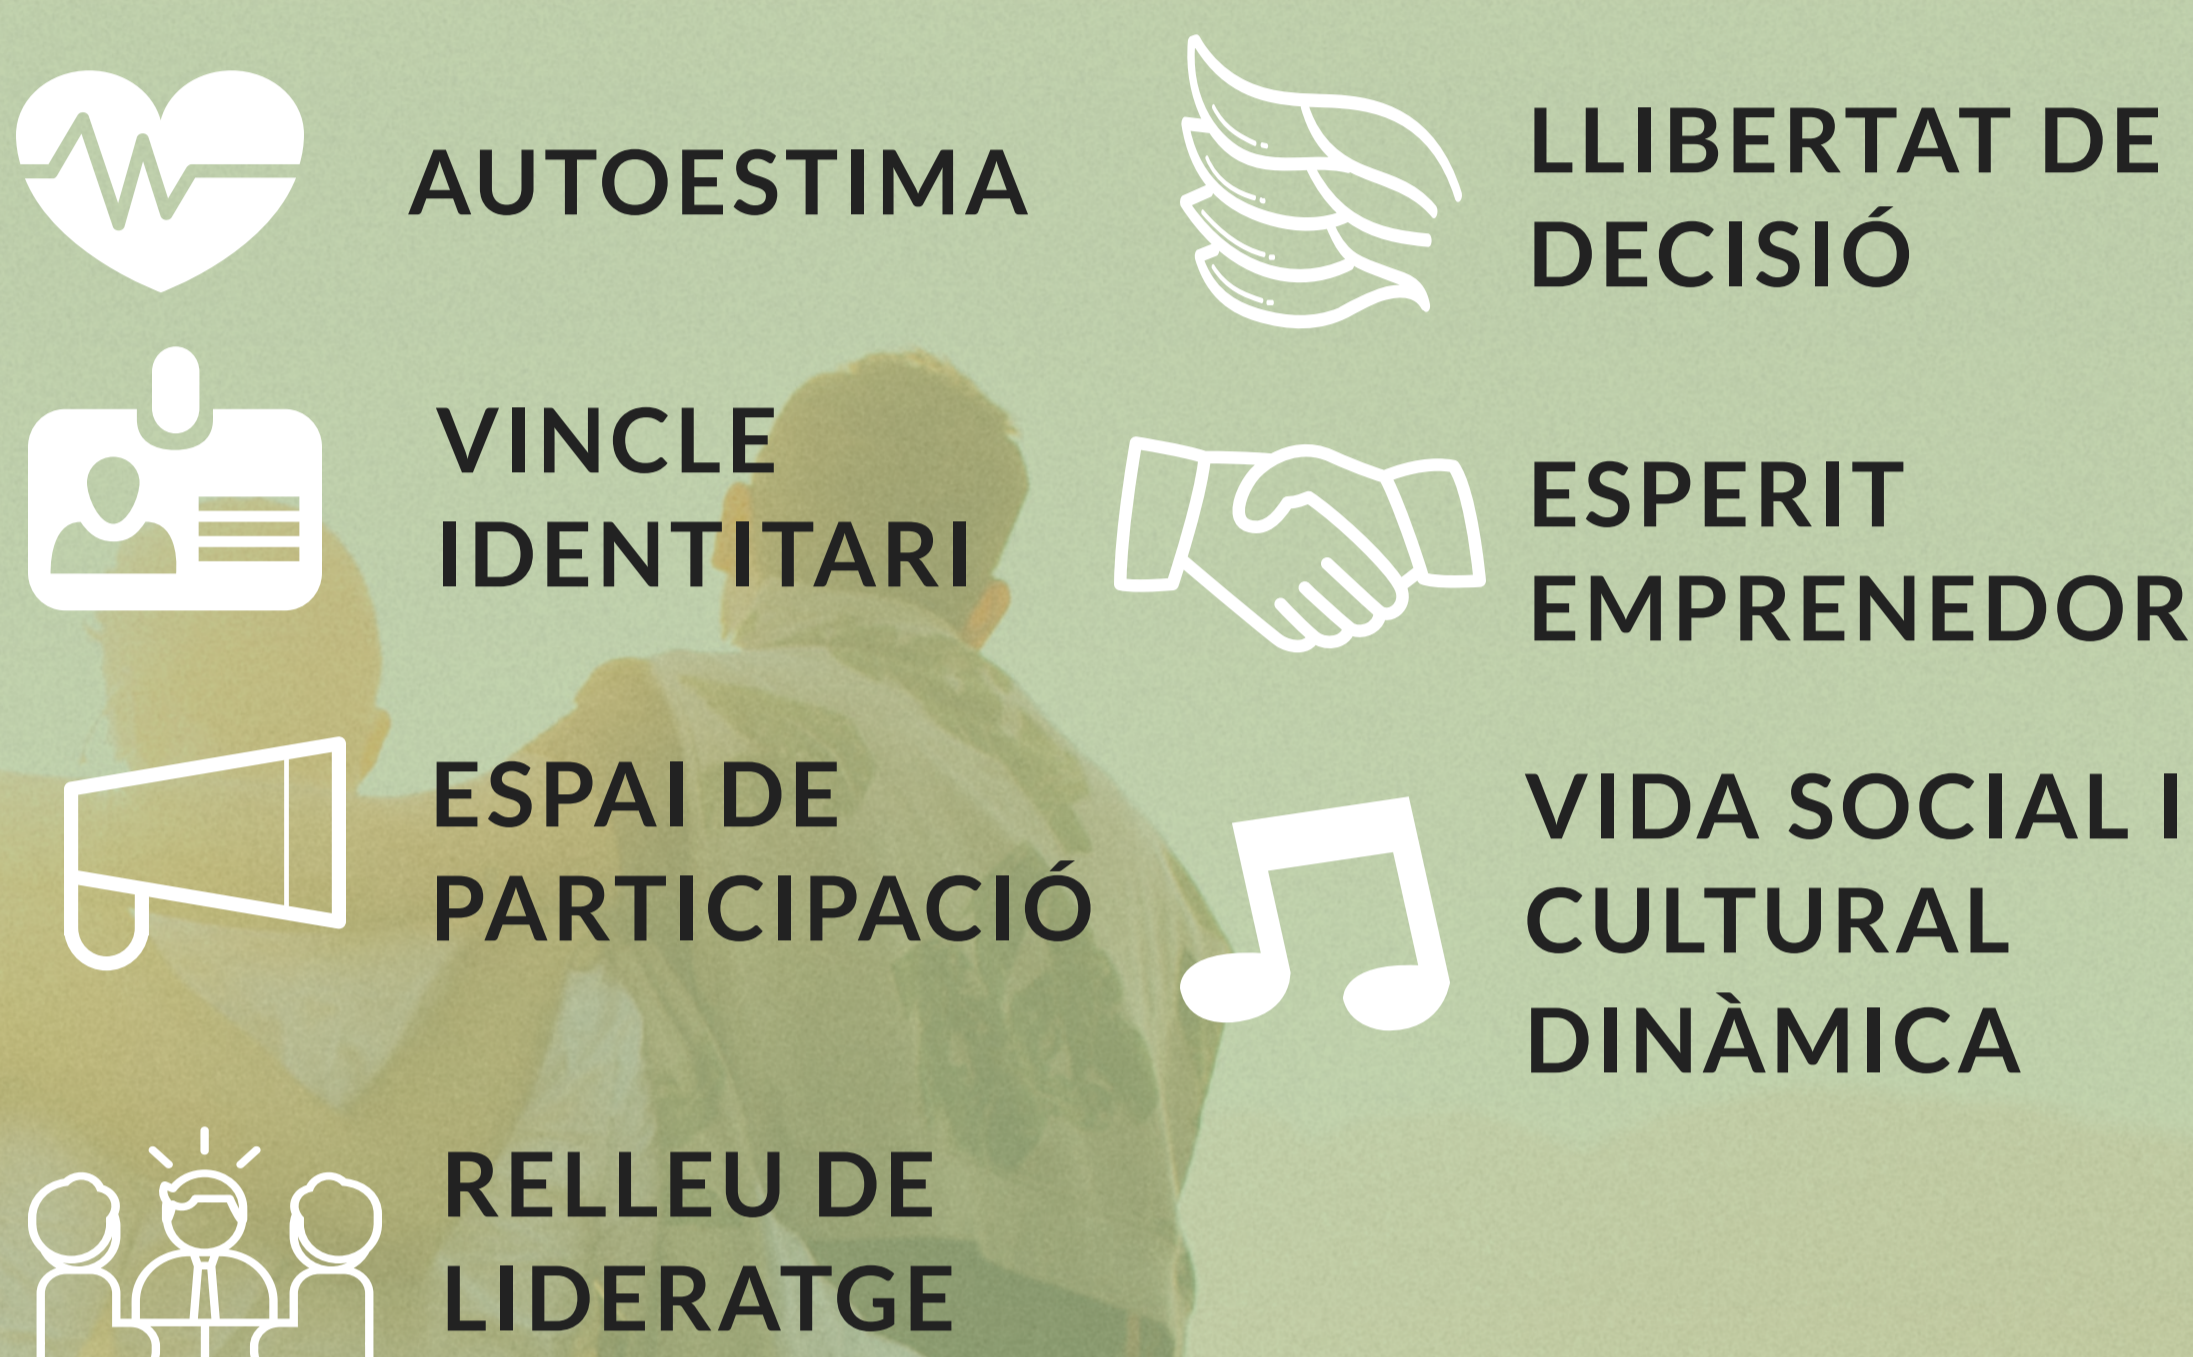 AUTOESTIMA
VINCLE
IDENTITARI
ESPAI DE
PARTICIPACIÓ
RELLEU DE
LIDERATGE
LLIBERTAT DE
DECISIÓ
ESPERIT
EMPRENEDOR
VIDA SOCIAL I
CULTURAL
DINÀMICA